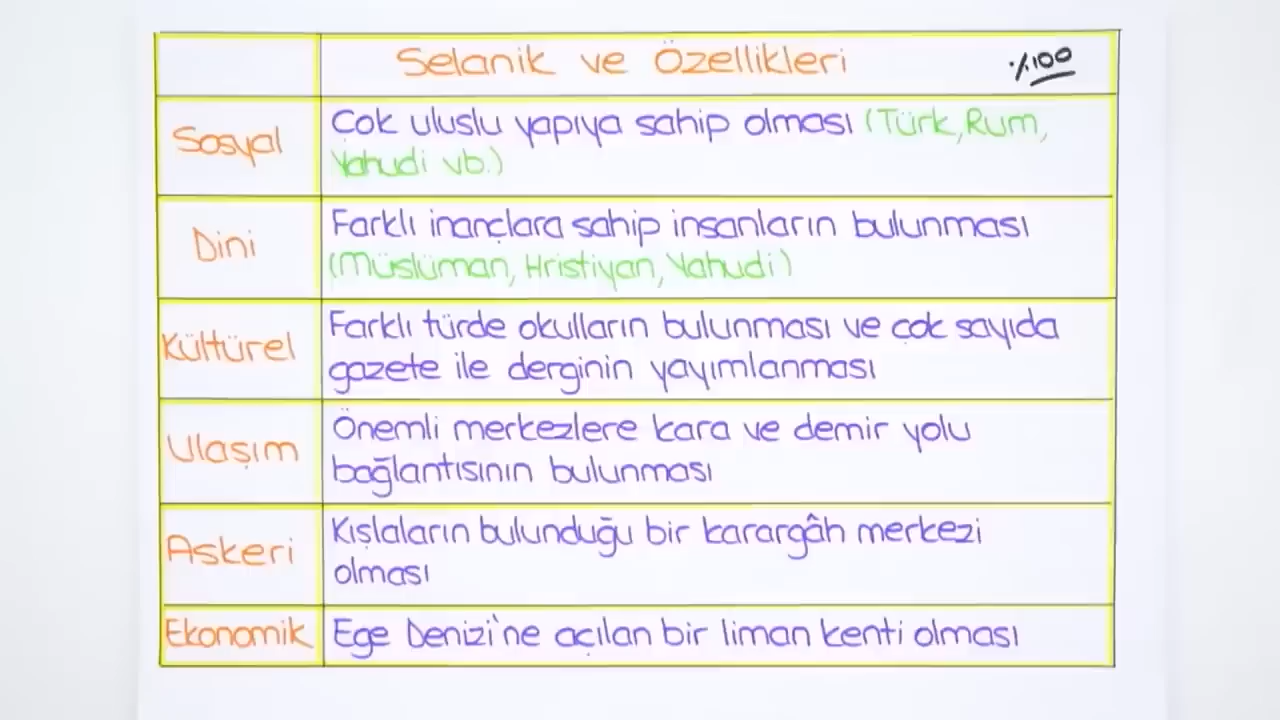 Selanik ve Özellikleri
%100
Sosyal
Çok uluslu yapıya sahip olması (Türk, Rum,
Yahudi vb.)
Dini
Farklı inançlara sahip insanların bulunması
(Müslüman, Hristiyan, Yahudi)
Kültürel
Farklı türde okulların bulunması ve çok sayıda
gazete ile derginin yayımlanması
Ulaşım
Önemli merkezlere kara ve demir yolu
bağlantısının bulunması
Askeri
Kışlaların bulunduğu bir karargâh merkezi
olması
Ekonomik
Ege Denizi'ne açılan bir liman kenti olması